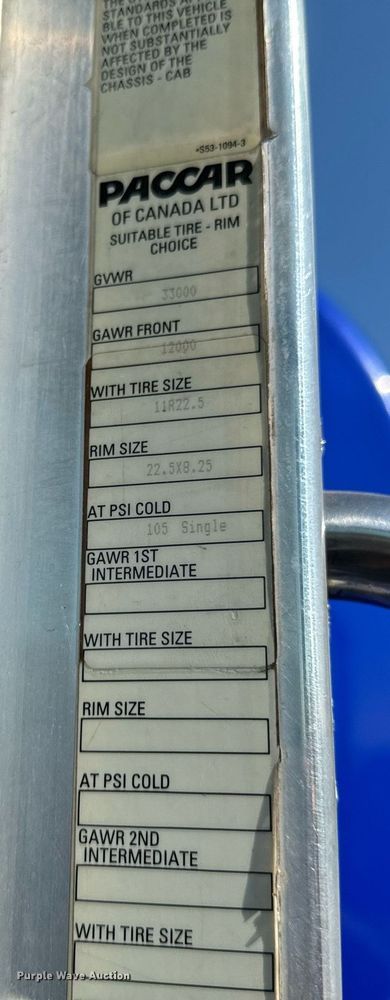 STANDARDS
BLE TO THIS VEHICLE
WHEN COMPLETED IS
NOT SUBSTANTIALLY
AFFECTED BY THE
DESIGN OF THE
CHASSIS - CAB
*S53-1094-3
PACCAR
OF CANADA LTD
SUITABLE TIRE - RIM
CHOICE
GVWR
33000
GAWR FRONT
12000
WITH TIRE SIZE
11R22.5
RIM SIZE
22.5X8.25
AT PSI COLD
105 Single
GAWR 1ST
INTERMEDIATE
WITH TIRE SIZE
RIM SIZE
AT PSI COLD
GAWR 2ND
INTERMEDIATE
WITH TIRE SIZE
Purple Wave Auction